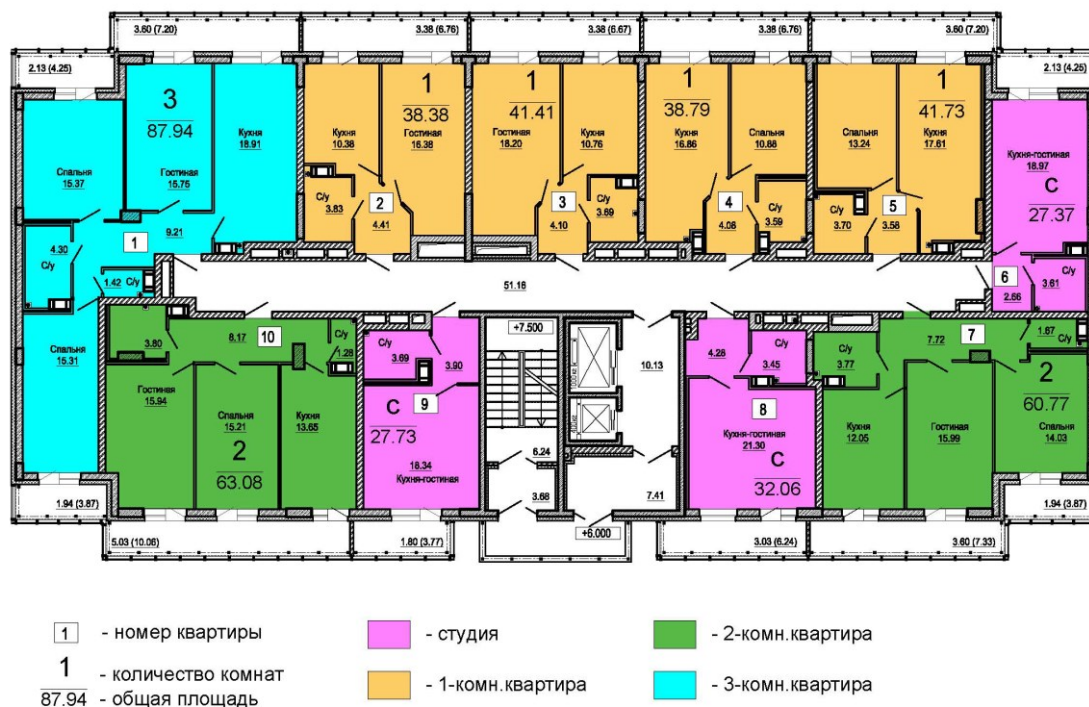 3.60 (7.20)
3.38 (6.76)
3.38 (6.67)
3.38 (6.76)
3.60 (7.20)
2.13 (4.25)
2.13 (4.25)
3
87.94
Кухня
18.91
Спальня
15.37
Гостиная
15.75
9.21
1
4.30
С/у
1.42
С/у
Спальня
15.31
1
38.38
Кухня
10.38
Гостиная
16.38
С/у
3.83
2
4.41
1
41.41
Гостиная
18.20
Кухня
10.76
3
4.10
С/у
3.69
1
38.79
16.86
Спальня
10.88
4
4.08
С/у
3.59
1
41.73
Спальня
13.24
Кухня
17.61
С/у
3.70
5
3.58
Кухня-гостиная
18.97
С
27.37
6
2.66
С/у
3.61
51.16
3.80
8.17
10
С/у
1.28
Гостиная
15.94
Спальня
15.21
Кухня
13.65
2
63.08
С/у
3.69
3.90
С
9
27.73
18.34
Кухня-гостиная
+7.500
6.24
3.68
10.13
7.41
+6.000
4.28
С/у
3.45
8
Кухня-гостиная
21.30
С
32.06
С/у
3.77
7.72
7
С/у
1.87
Кухня
12.05
Гостиная
15.99
2
60.77
Спальня
14.03
1.94 (3.87)
1.94 (3.87)
5.03 (10.06)
1.80 (3.77)
3.03 (6.24)
3.60 (7.33)
1 - номер квартиры
- студия
- 2-комн.квартира
1 - количество комнат
87.94 - общая площадь
- 1-комн.квартира
- 3-комн.квартира